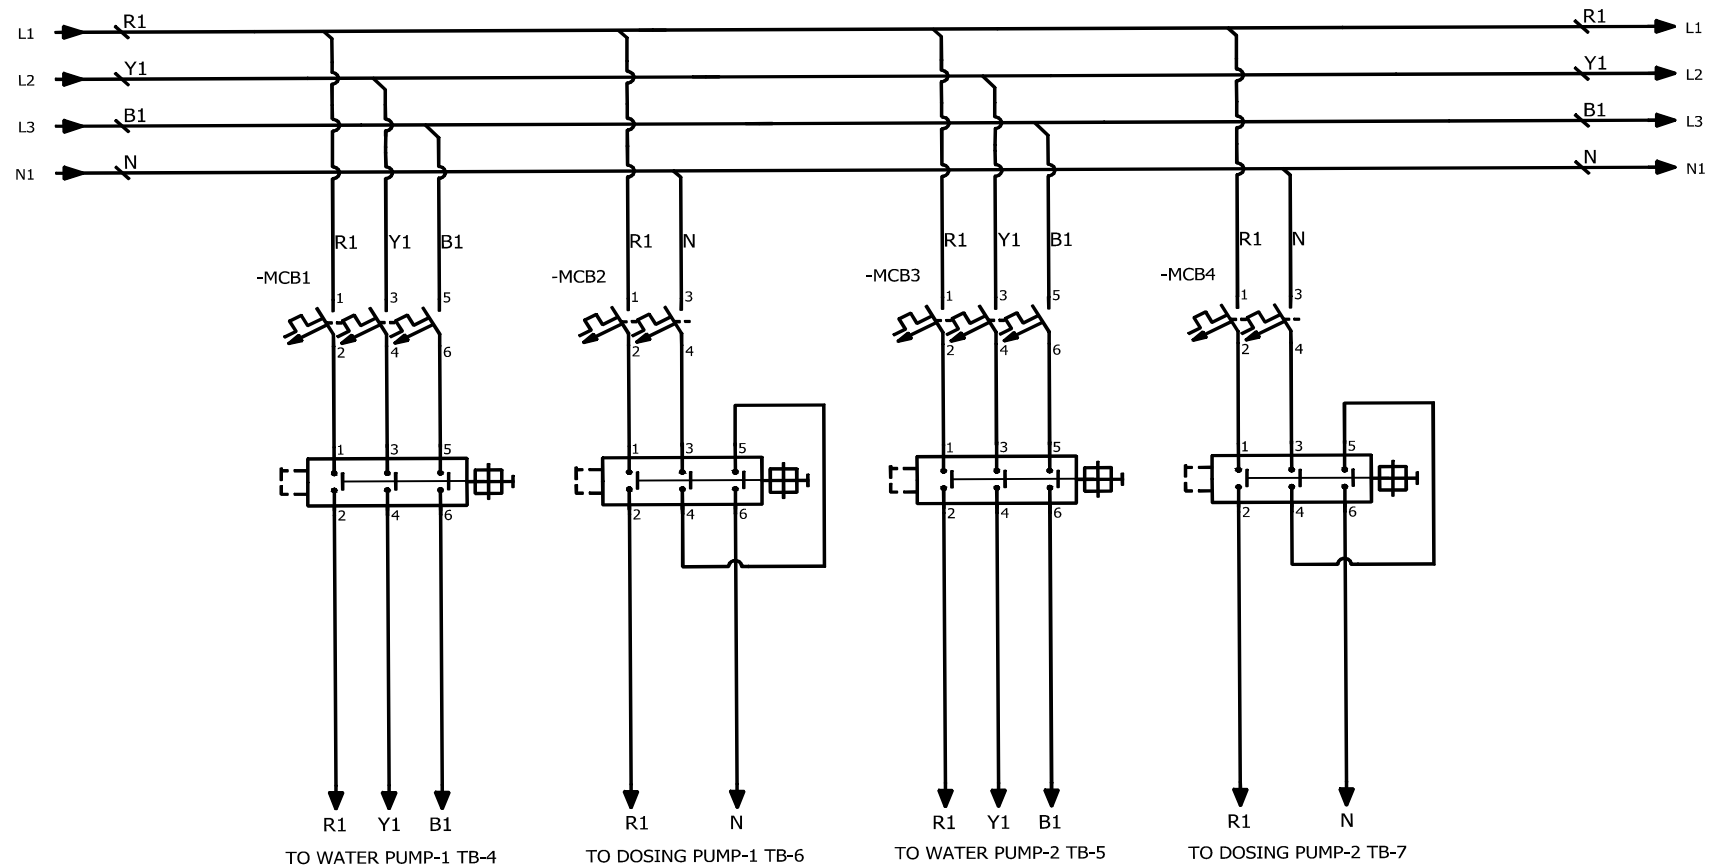 L1 R1 R1 L1
L2 Y1 Y1 L2
L3 B1 B1 L3
N1 N N N1
R1 Y1 B1 R1 N R1 Y1 B1 R1 N
-MCB1 -MCB2 -MCB3 -MCB4
1 3 5 1 3 1 3 5 1 3
2 4 6 2 4 2 4 6 2 4
1 3 5 1 3 5 1 3 5 1 3 5
2 4 6 2 4 6 2 4 6 2 4 6
R1 Y1 B1 R1 N R1 Y1 B1 R1 N
TO WATER PUMP-1 TB-4 TO DOSING PUMP-1 TB-6 TO WATER PUMP-2 TB-5 TO DOSING PUMP-2 TB-7